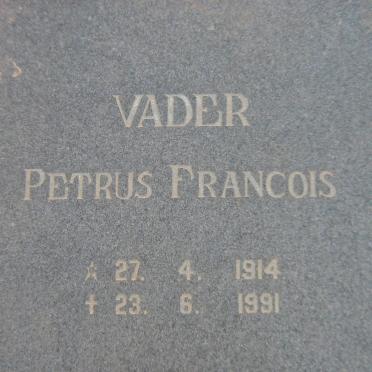 VADER
PETRUS FRANCOIS
☆ 27. 4. 1914
✝ 23. 6. 1991